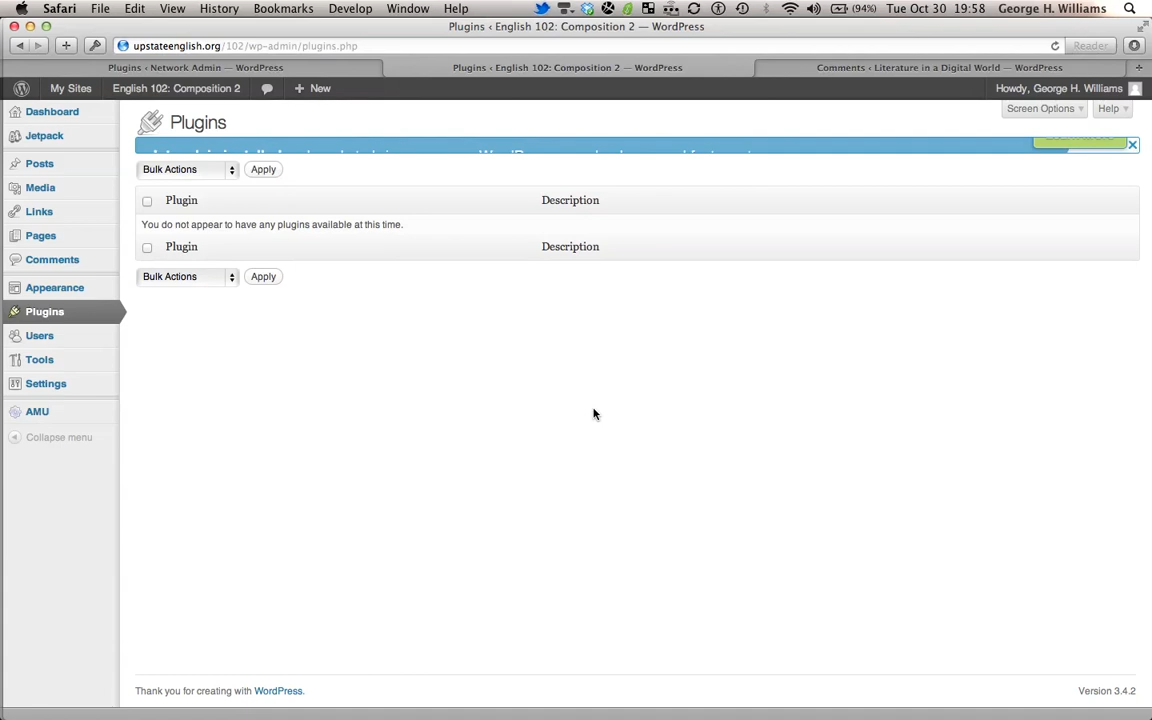 Safari File Edit View History Bookmarks Develop Window Help (94%) Tue Oct 30 19:58 George H. Williams
Plugins ‹ English 102: Composition 2 — WordPress
upstateenglish.org/102/wp-admin/plugins.php Reader
Plugins ‹ Network Admin — WordPress Plugins ‹ English 102: Composition 2 — WordPress Comments ‹ Literature in a Digital World — WordPress
My Sites English 102: Composition 2 + New Howdy, George H. Williams
Screen Options Help
Dashboard
Jetpack
Posts
Media
Links
Pages
Comments
Appearance
Plugins
Users
Tools
Settings
AMU
Collapse menu
Plugins
Bulk Actions Apply
Plugin Description
You do not appear to have any plugins available at this time.
Plugin Description
Bulk Actions Apply
Thank you for creating with WordPress. Version 3.4.2